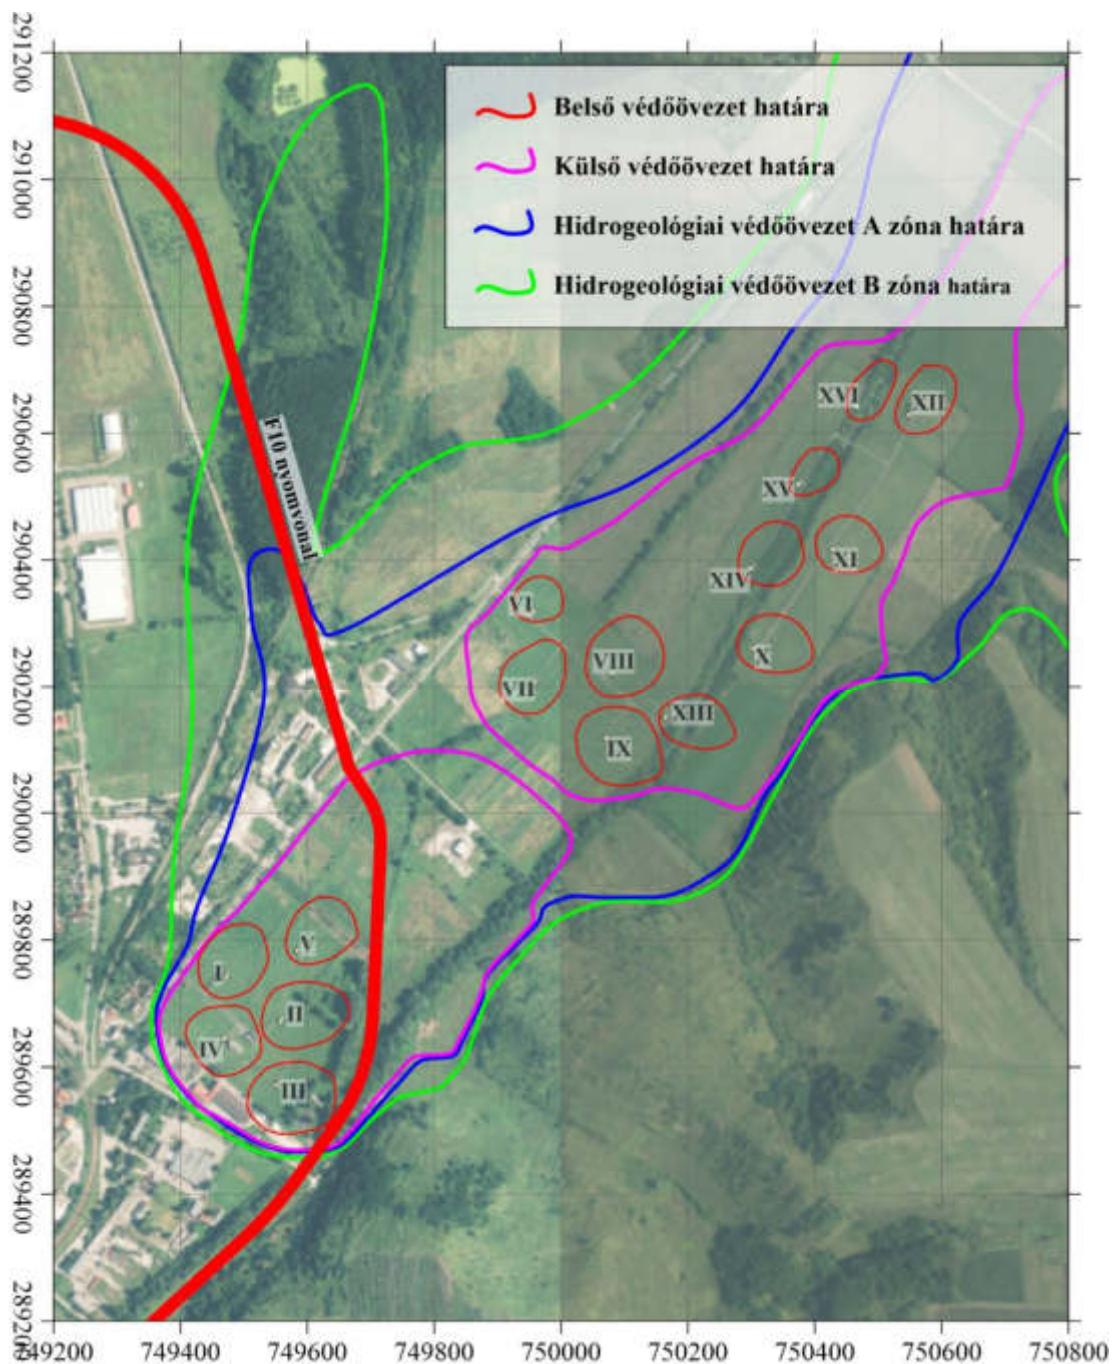 Belső védőövezet határa
Külső védőövezet határa
Hidrogeológiai védőövezet A zóna határa
Hidrogeológiai védőövezet B zóna határa
F10 nyomvonal
XVI
XII
XV
XIV
XI
VI
VIII
X
VII
XIII
IX
V
I
II
IV
III
291200
291000
290800
290600
290400
290200
290000
289800
289600
289400
289200
749200
749400
749600
749800
750000
750200
750400
750600
750800